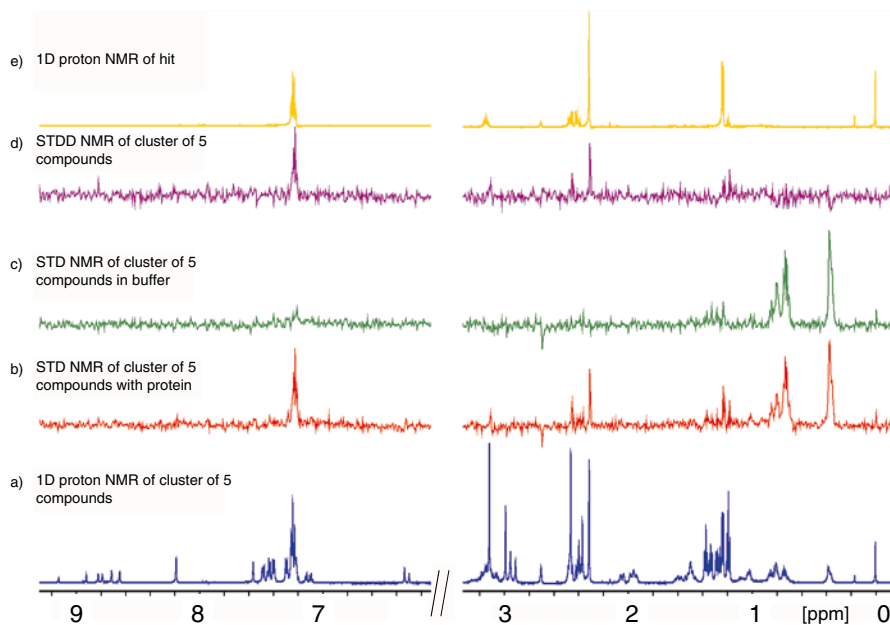 e) 1D proton NMR of hit
d) STDD NMR of cluster of 5
compounds
c) STD NMR of cluster of 5
compounds in buffer
b) STD NMR of cluster of 5
compounds with protein
a) 1D proton NMR of cluster of 5
compounds
9 8 7 // 3 2 1 [ppm] 0